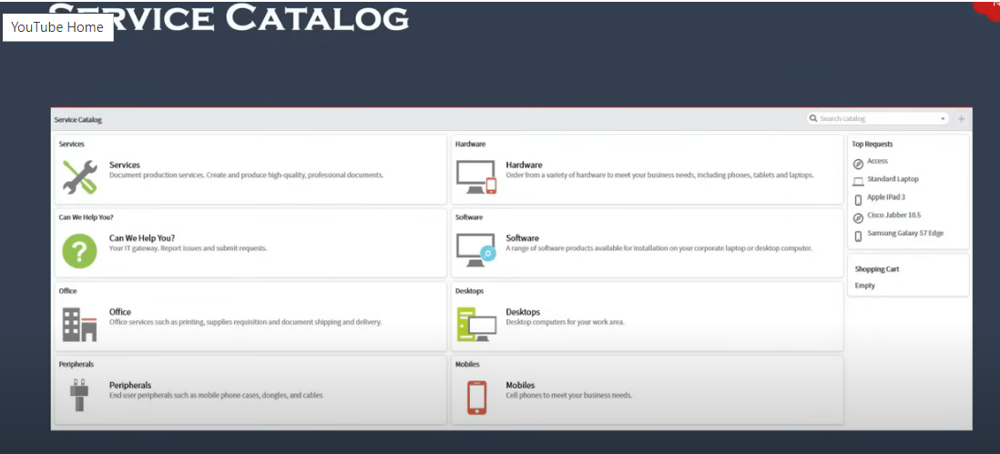 SERVICE CATALOG
YouTube Home
Service Catalog
Search catalog
Services
Services
Document production services. Create and produce high-quality, professional documents.
Hardware
Hardware
Order from a variety of hardware to meet your business needs, including phones, tablets and laptops.
Can We Help You?
Can We Help You?
Your IT gateway. Report issues and submit requests.
Software
Software
A range of software products available for installation on your corporate laptop or desktop computer.
Office
Office
Office services such as printing, supplies requisition and document shipping and delivery.
Desktops
Desktops
Desktop computers for your work area.
Peripherals
Peripherals
End user peripherals such as mobile phone cases, dongles, and cables
Mobiles
Mobiles
Cell phones to meet your business needs.
Top Requests
Access
Standard Laptop
Apple iPad 3
Cisco Jabber 10.5
Samsung Galaxy S7 Edge
Shopping Cart
Empty